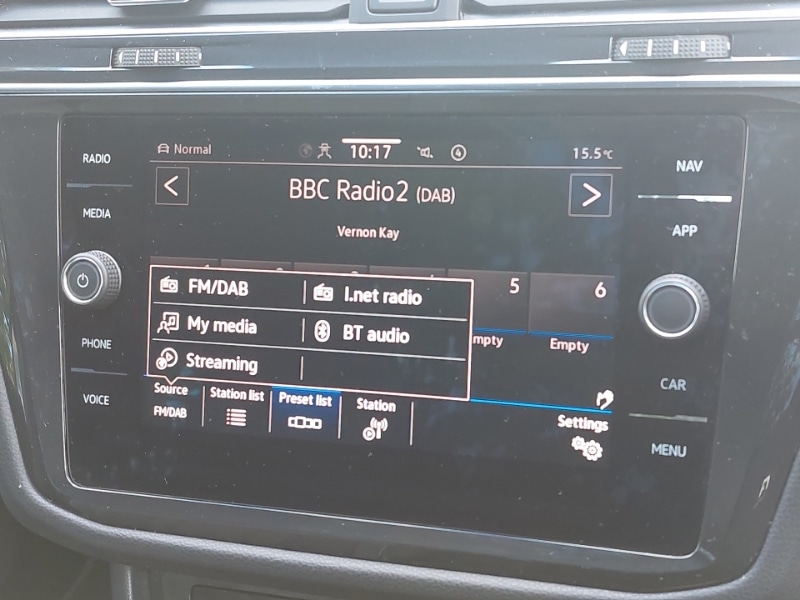 RADIO
MEDIA
PHONE
VOICE
Normal
10:17
4
15.5°C
BBC Radio2 (DAB)
Vernon Kay
5
6
Empty
FM/DAB
I.net radio
My media
BT audio
Streaming
Source
FM/DAB
Station list
Preset list
Station
Settings
NAV
APP
CAR
MENU